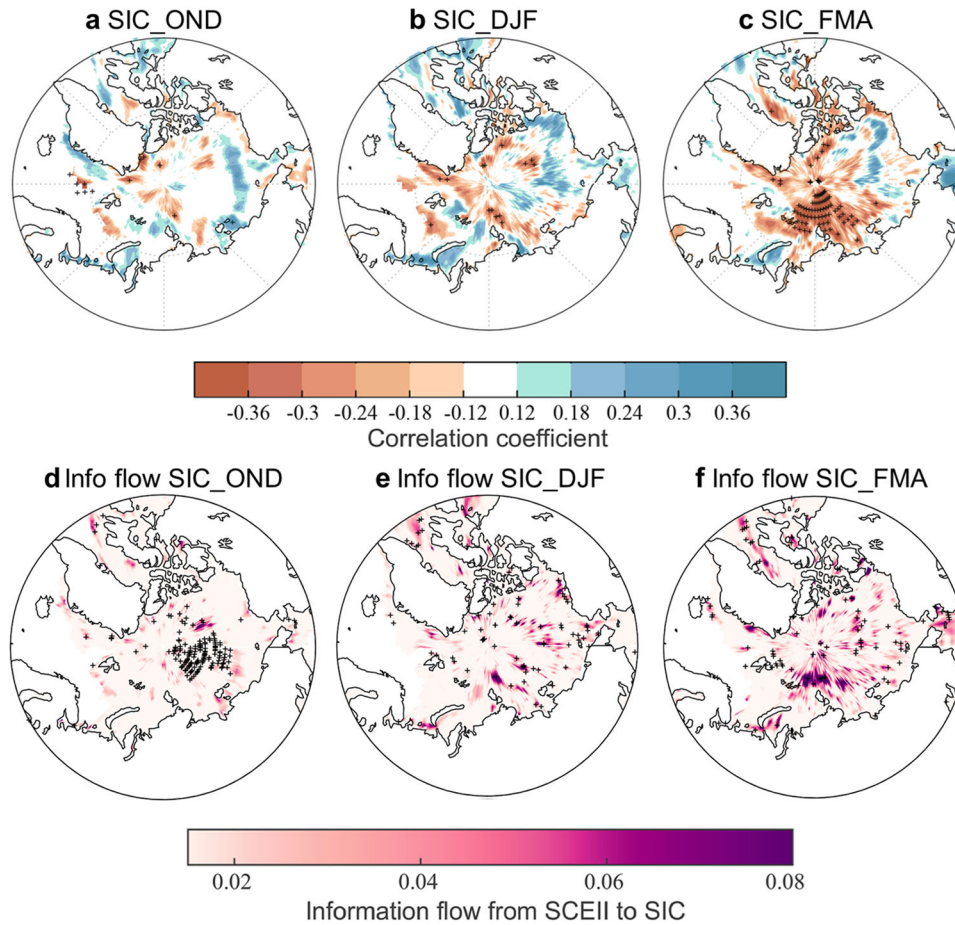 a SIC_OND b SIC_DJF c SIC_FMA
-0.36 -0.3 -0.24 -0.18 -0.12 0.12 0.18 0.24 0.3 0.36
Correlation coefficient
d Info flow SIC_OND e Info flow SIC_DJF f Info flow SIC_FMA
0.02 0.04 0.06 0.08
Information flow from SCEII to SIC